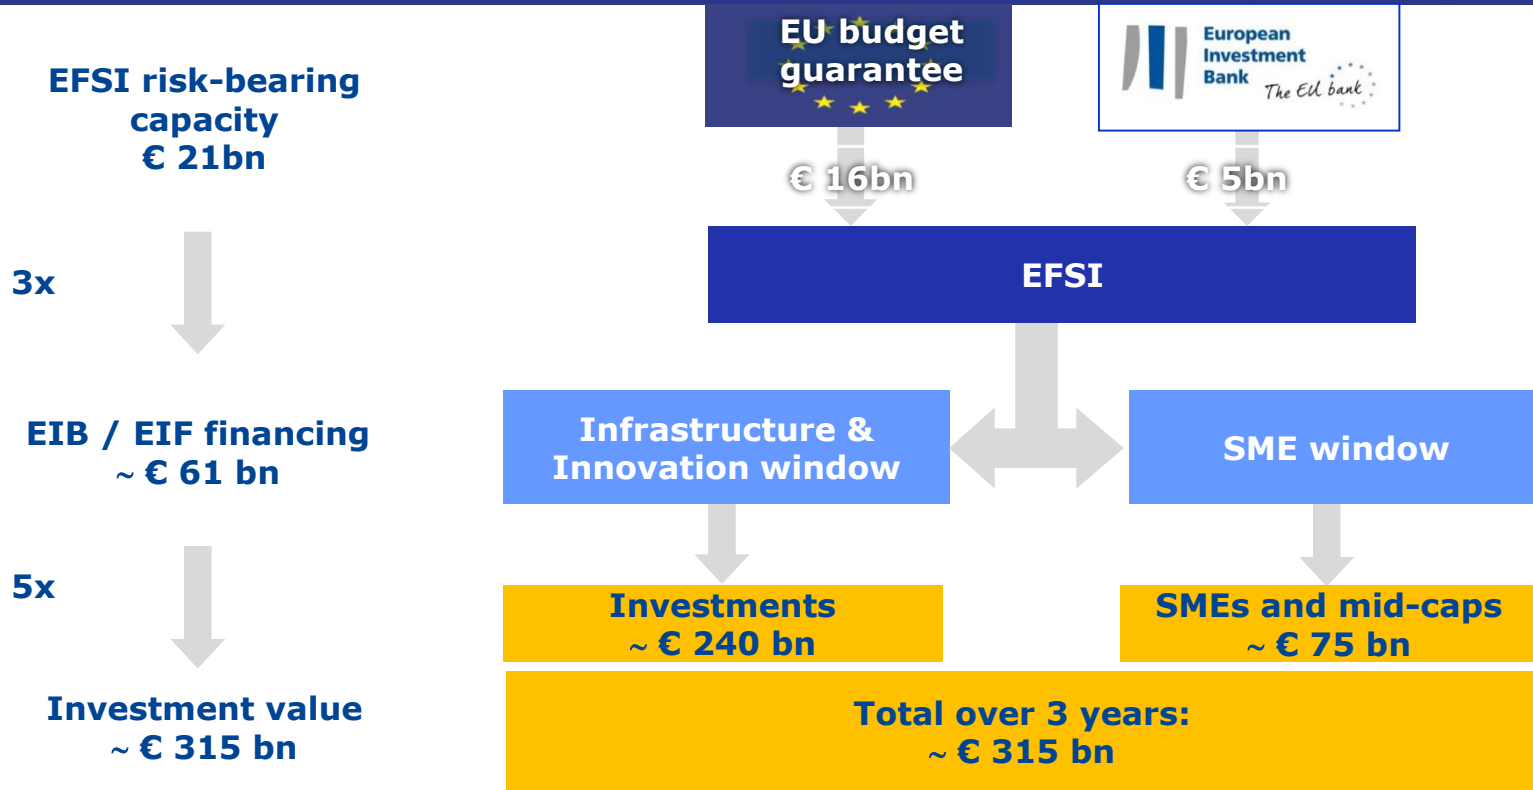 EFSI risk-bearing
capacity
€ 21bn
3x
EIB / EIF financing
~ € 61 bn
5x
Investment value
~ € 315 bn
EU budget
guarantee
European
Investment
Bank
The EU bank
€ 16bn
€ 5bn
EFSI
Infrastructure &
Innovation window
SME window
Investments
~ € 240 bn
SMEs and mid-caps
~ € 75 bn
Total over 3 years:
~ € 315 bn